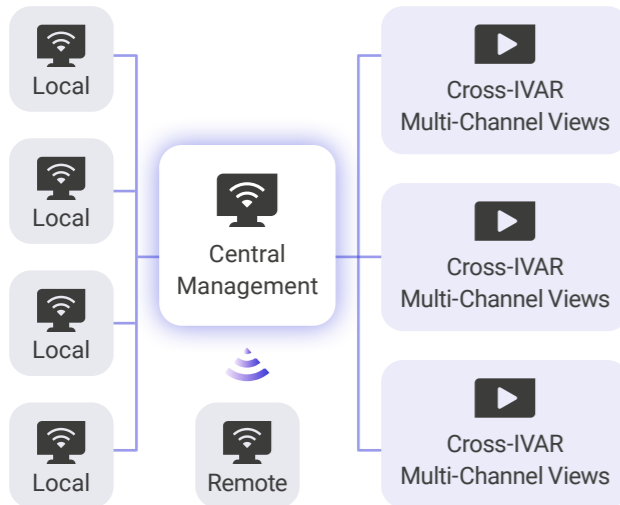 Local
Local
Local
Local
Central
Management
Remote
Cross-IVAR
Multi-Channel Views
Cross-IVAR
Multi-Channel Views
Cross-IVAR
Multi-Channel Views